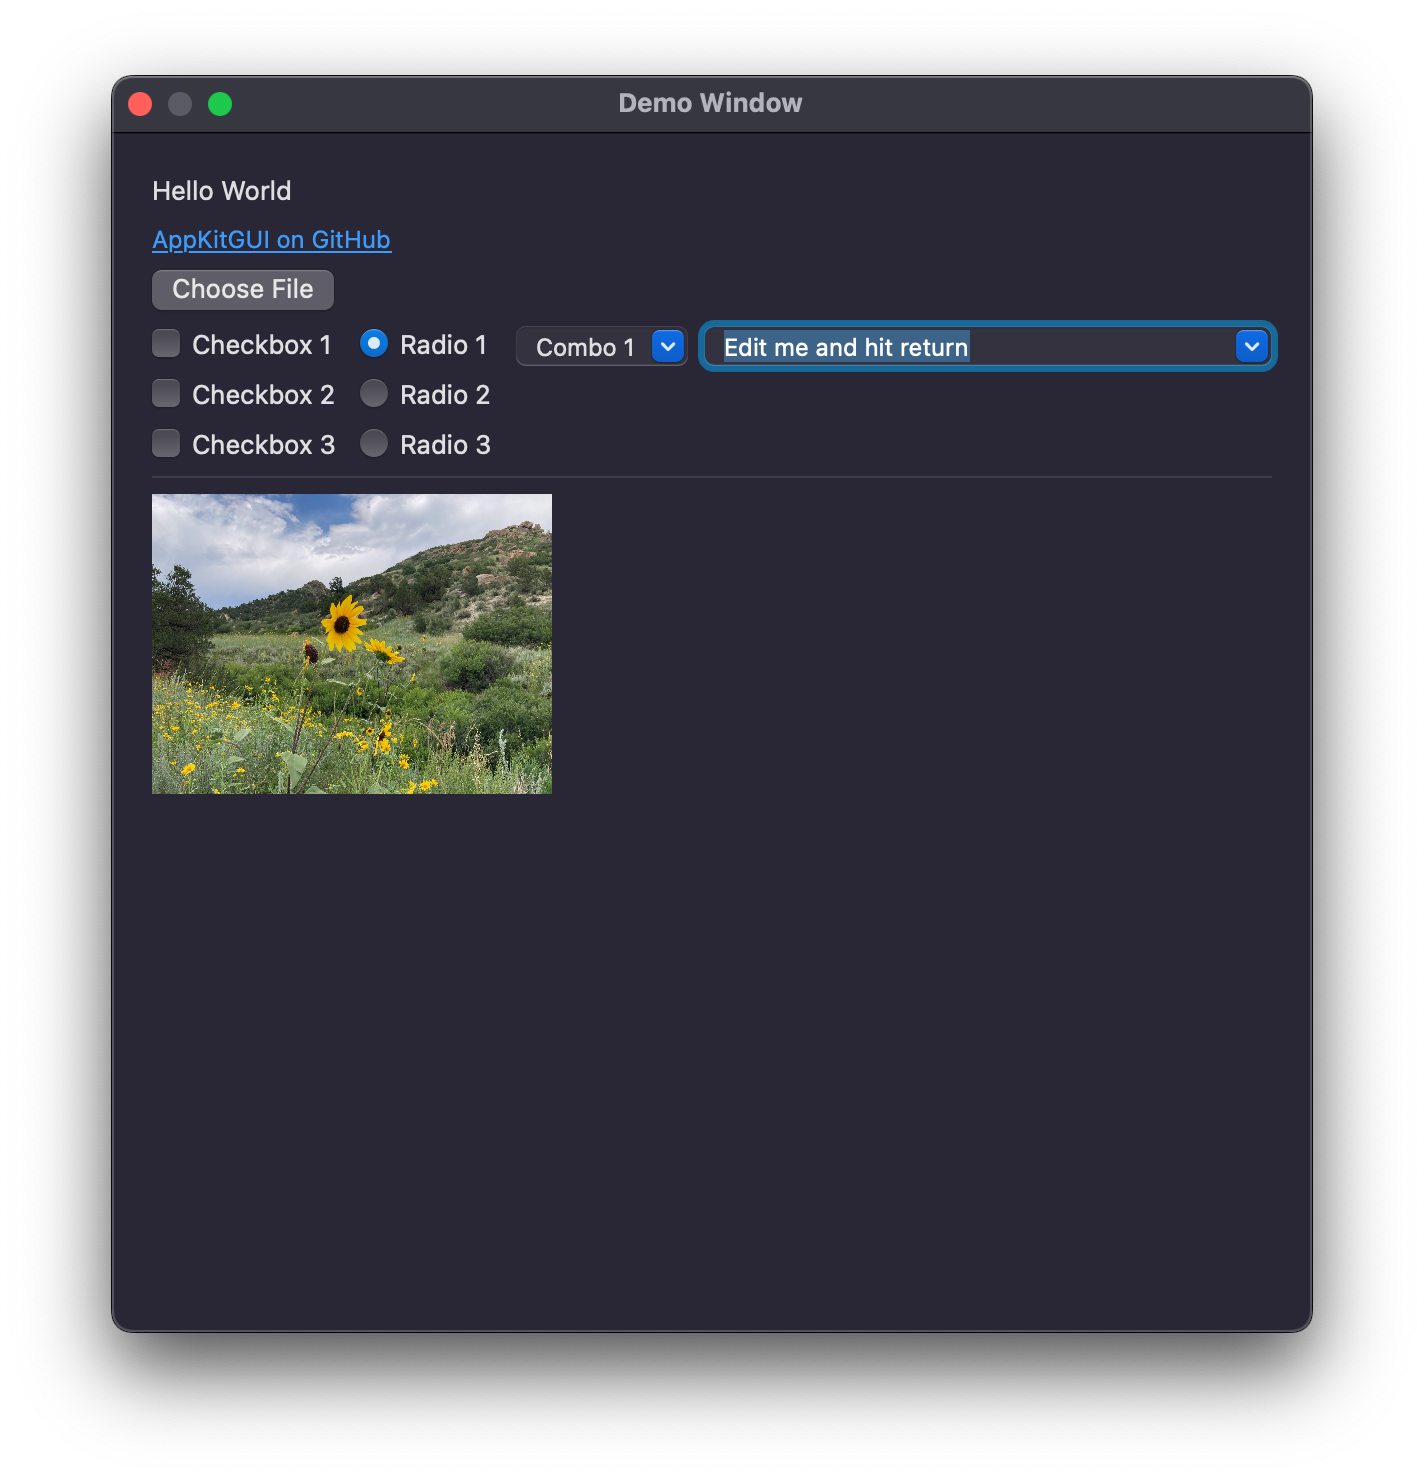 Demo Window
Hello World
AppKitGUI on GitHub
Choose File
Checkbox 1 Radio 1 Combo 1 Edit me and hit return
Checkbox 2 Radio 2
Checkbox 3 Radio 3